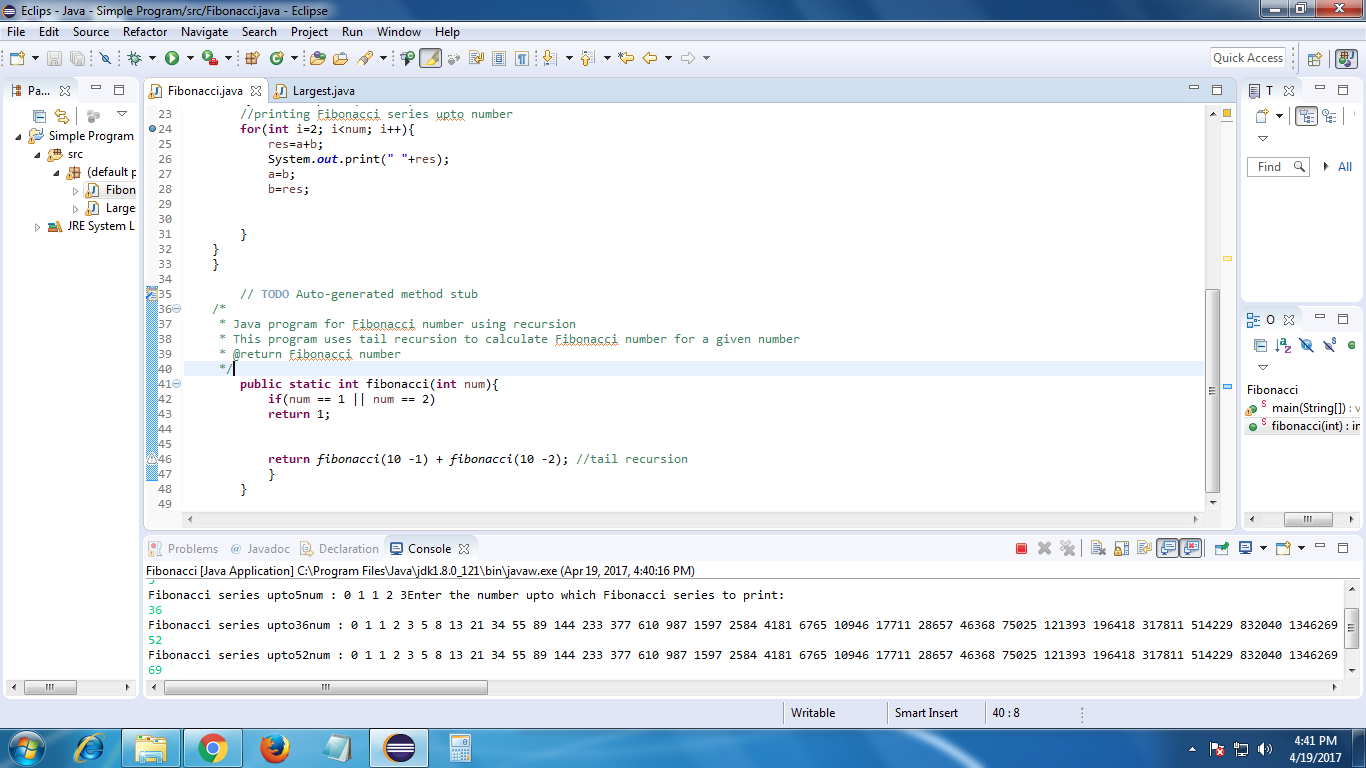 Eclips - Java - Simple Program/src/Fibonacci.java - Eclipse
File Edit Source Refactor Navigate Search Project Run Window Help
Quick Access
Pa...
Fibonacci.java
Largest.java
T
Simple Program
src
(default p
Fibon
Large
JRE System L
23 //printing Fibonacci series upto number
24 for(int i=2; i<num; i++){
25 res=a+b;
26 System.out.print(" "+res);
27 a=b;
28 b=res;
29
30
31 }
32 }
33 }
34
35 // TODO Auto-generated method stub
36 /*
37 * Java program for Fibonacci number using recursion
38 * This program uses tail recursion to calculate Fibonacci number for a given number
39 * @return Fibonacci number
40 */
41 public static int fibonacci(int num){
42 if(num == 1 || num == 2)
43 return 1;
44
45
46 return fibonacci(10 -1) + fibonacci(10 -2); //tail recursion
47 }
48 }
49
Find
All
O
Fibonacci
main(String[]) : v
fibonacci(int) : in
Problems @ Javadoc Declaration Console
Fibonacci [Java Application] C:\Program Files\Java\jdk1.8.0_121\bin\javaw.exe (Apr 19, 2017, 4:40:16 PM)
Fibonacci series upto5num : 0 1 1 2 3Enter the number upto which Fibonacci series to print:
36
Fibonacci series upto36num : 0 1 1 2 3 5 8 13 21 34 55 89 144 233 377 610 987 1597 2584 4181 6765 10946 17711 28657 46368 75025 121393 196418 317811 514229 832040 1346269
52
Fibonacci series upto52num : 0 1 1 2 3 5 8 13 21 34 55 89 144 233 377 610 987 1597 2584 4181 6765 10946 17711 28657 46368 75025 121393 196418 317811 514229 832040 1346269
69
Writable
Smart Insert
40 : 8
4:41 PM
4/19/2017